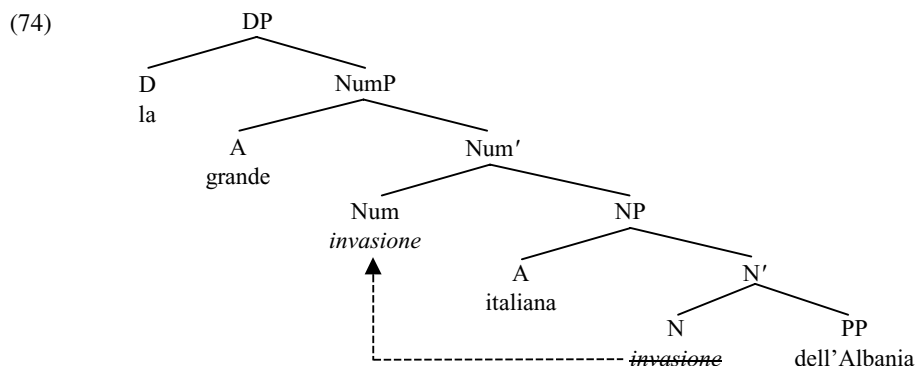 (74) DP
D NumP
la
A Num′
grande
Num NP
invasione
A N′
italiana
N PP
invasione dell’Albania